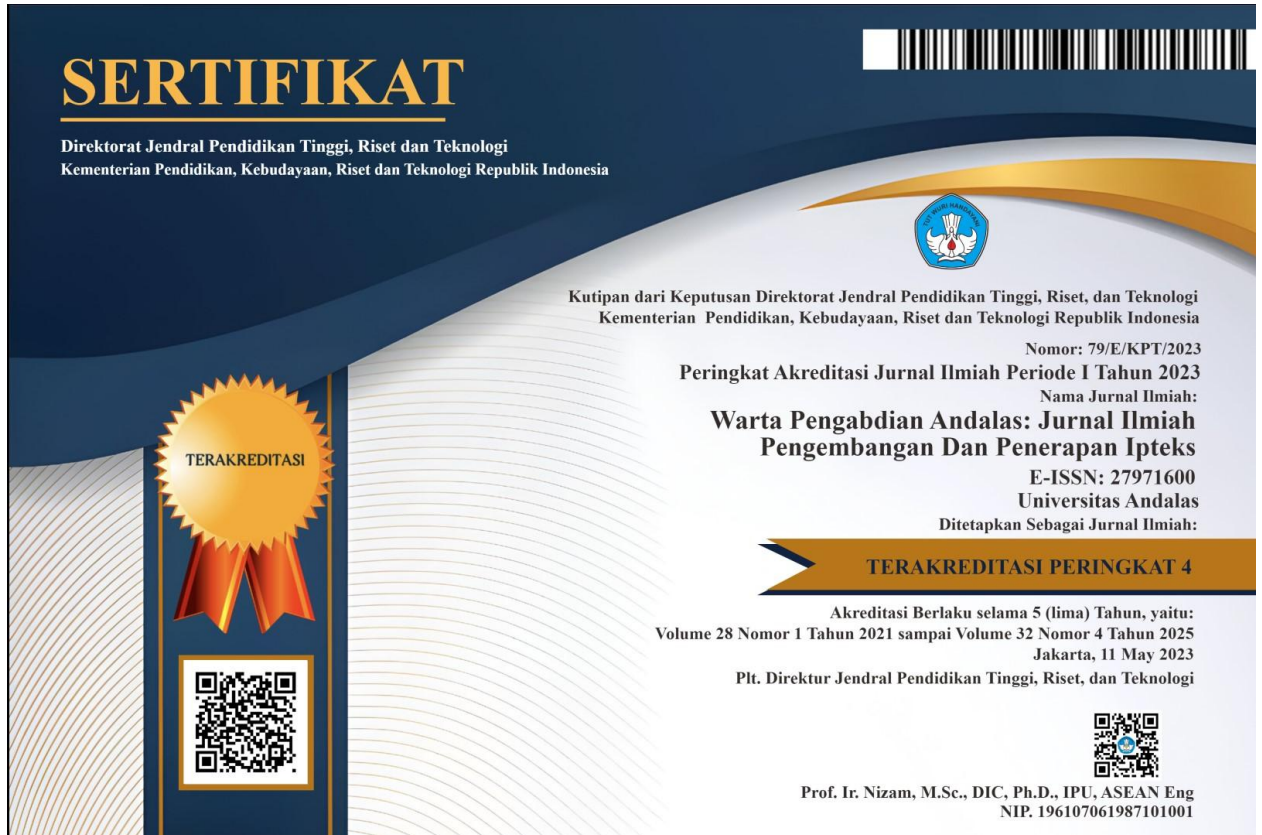 SERTIFIKAT
Direktorat Jendral Pendidikan Tinggi, Riset dan Teknologi
Kementerian Pendidikan, Kebudayaan, Riset dan Teknologi Republik Indonesia
TUT WURI HANDAYANI
Kutipan dari Keputusan Direktorat Jendral Pendidikan Tinggi, Riset, dan Teknologi
Kementerian Pendidikan, Kebudayaan, Riset dan Teknologi Republik Indonesia
Nomor: 79/E/KPT/2023
Peringkat Akreditasi Jurnal Ilmiah Periode I Tahun 2023
Nama Jurnal Ilmiah:
Warta Pengabdian Andalas: Jurnal Ilmiah
Pengembangan Dan Penerapan Ipteks
E-ISSN: 27971600
Universitas Andalas
Ditetapkan Sebagai Jurnal Ilmiah:
TERAKREDITASI PERINGKAT 4
Akreditasi Berlaku selama 5 (lima) Tahun, yaitu:
Volume 28 Nomor 1 Tahun 2021 sampai Volume 32 Nomor 4 Tahun 2025
Jakarta, 11 May 2023
Plt. Direktur Jendral Pendidikan Tinggi, Riset, dan Teknologi
Prof. Ir. Nizam, M.Sc., DIC, Ph.D., IPU, ASEAN Eng
NIP. 196107061987101001
TERAKREDITASI